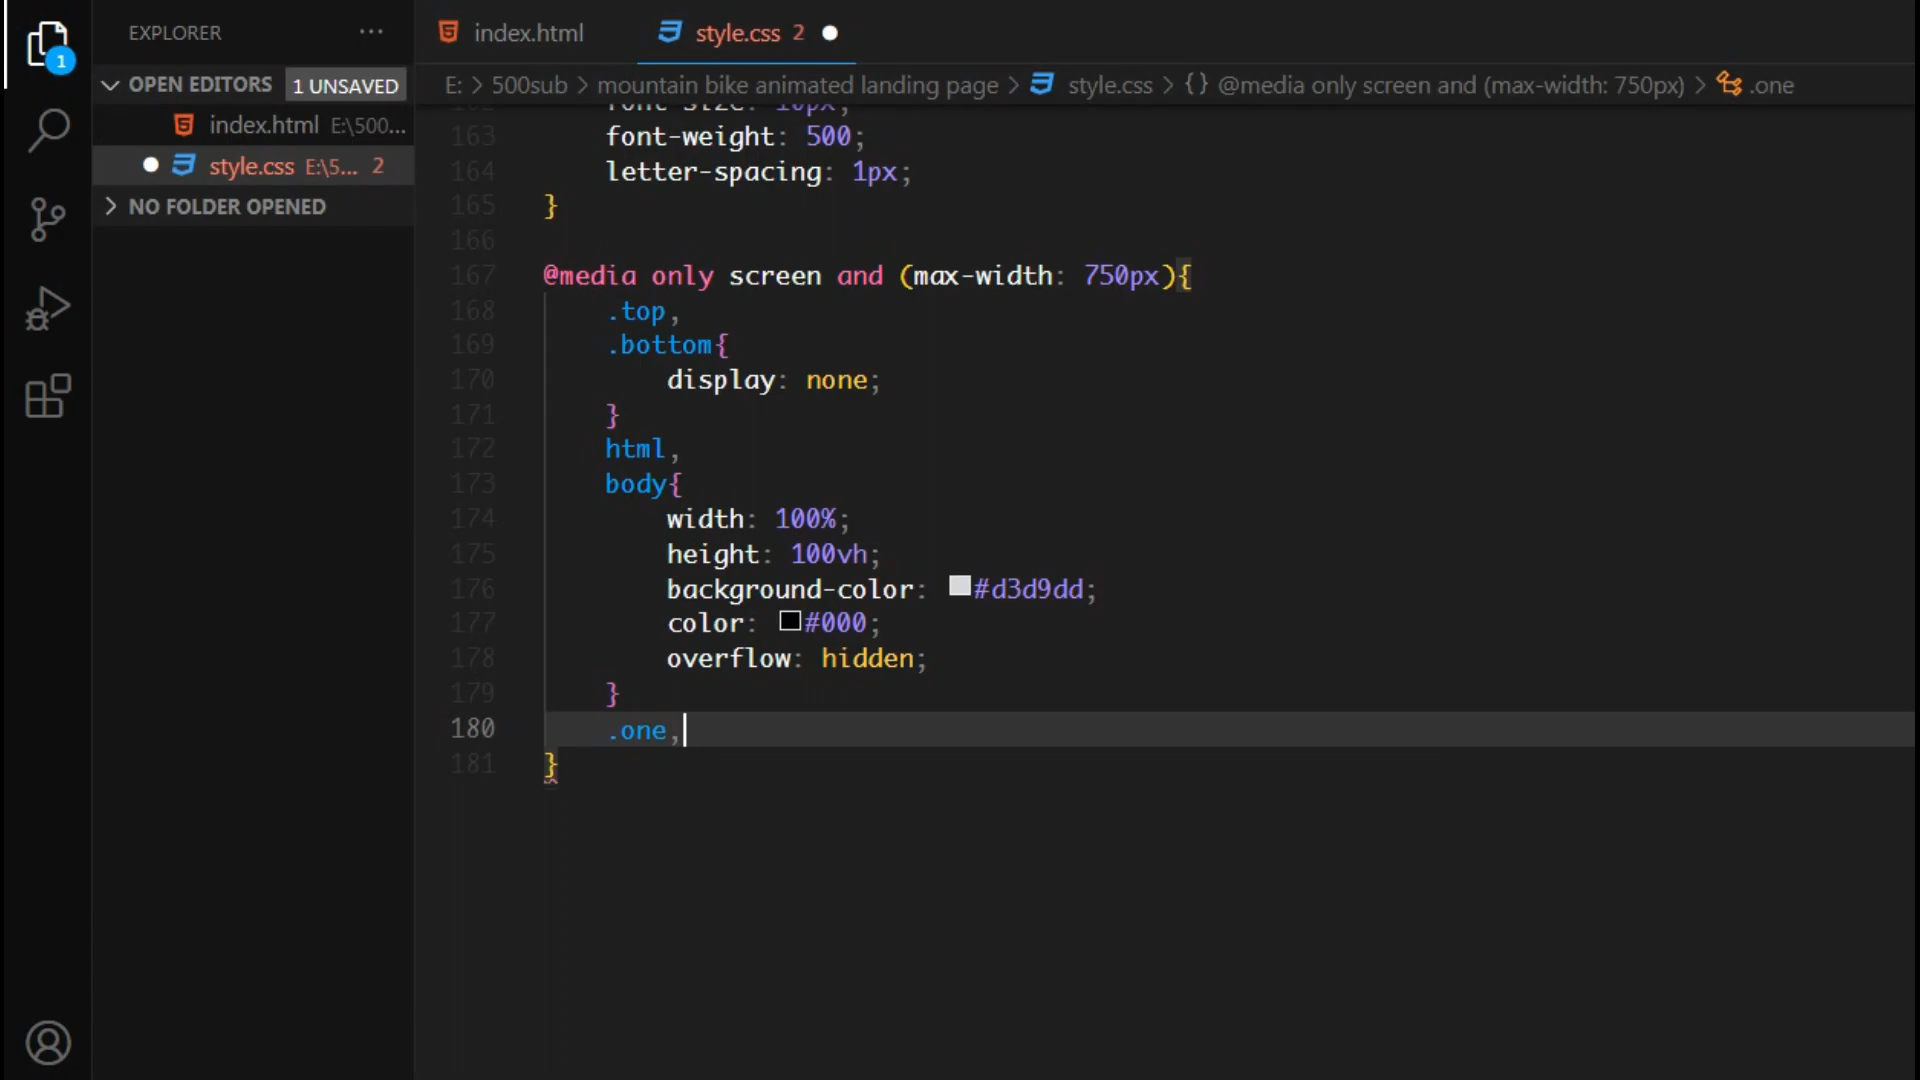 EXPLORER ···
OPEN EDITORS 1 UNSAVED
index.html E:\500...
style.css E:\5... 2
NO FOLDER OPENED
1
index.html style.css 2
E: > 500sub > mountain bike animated landing page > style.css > {} @media only screen and (max-width: 750px) > .one
163 font-weight: 500;
164 letter-spacing: 1px;
165 }
166
167 @media only screen and (max-width: 750px){
168 .top,
169 .bottom{
170 display: none;
171 }
172 html,
173 body{
174 width: 100%;
175 height: 100vh;
176 background-color: #d3d9dd;
177 color: #000;
178 overflow: hidden;
179 }
180 .one,
181 }